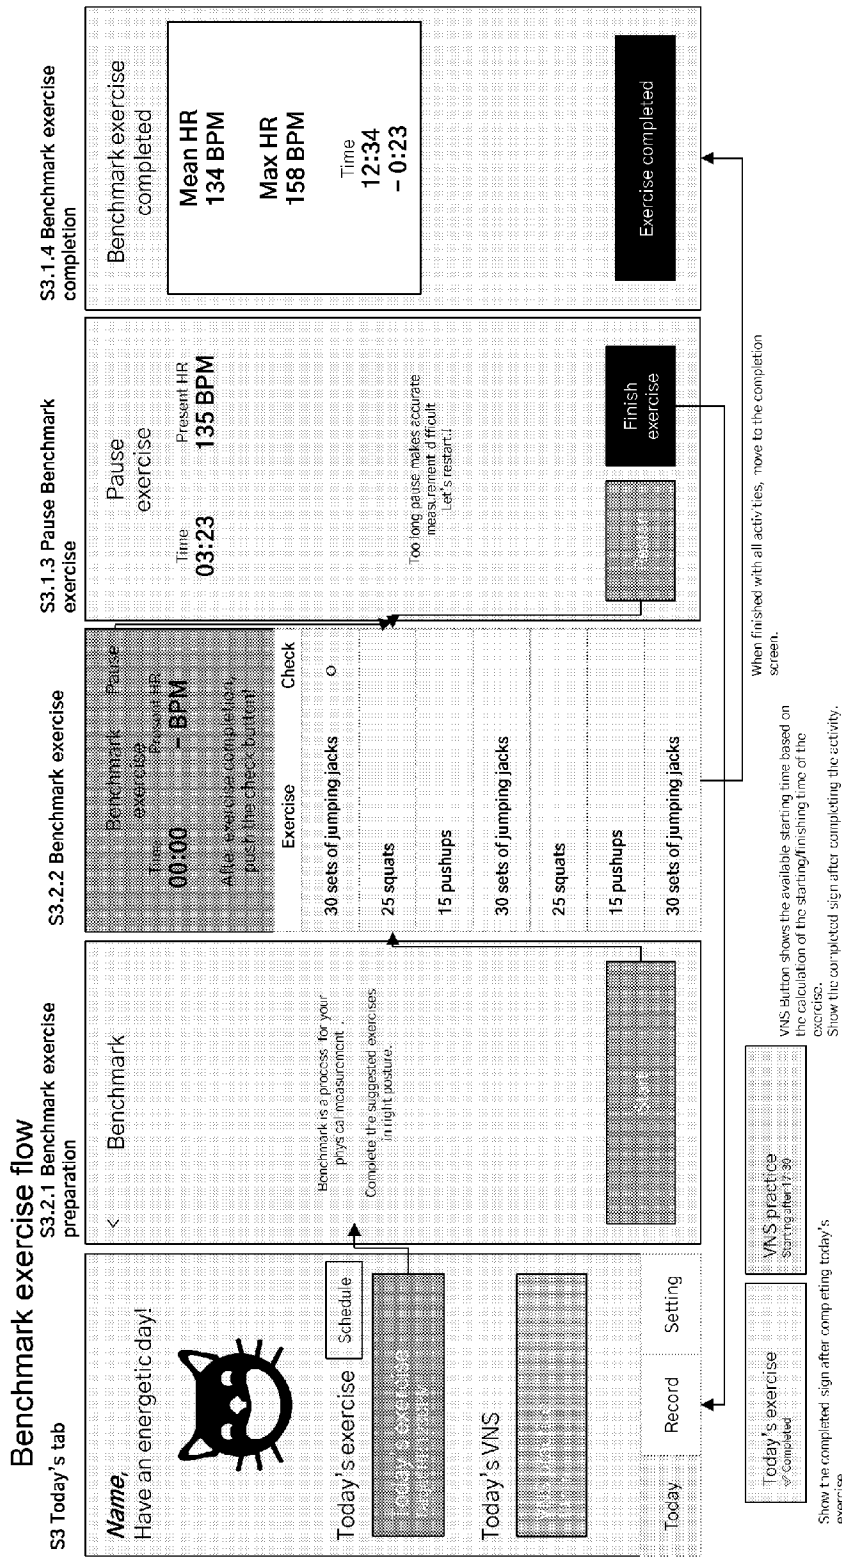 Benchmark exercise flow
S3 Today's tab
Name,
Have an energetic day!
Today's exercise
Schedule
Today's exercise
Today's VNS
Today
Record
Setting
S3.2.1 Benchmark exercise
preparation
<
Benchmark
Benchmark is a process for your
physical measurement .
Complete the suggested exercises
in right posture.
Start
S3.2.2 Benchmark exercise
Benchmark
exercise
Pause
Time
00:00
Present HR
– BPM
After exercise completion,
push the check button!
Exercise
Check
30 sets of jumping jacks
O
25 squats
15 pushups
30 sets of jumping jacks
25 squats
15 pushups
30 sets of jumping jacks
S3.1.3 Pause Benchmark
exercise
Pause
exercise
Time
03:23
Present HR
135 BPM
Too long pause makes accurate
measurement difficult
Let's restart!!
Finish
exercise
S3.1.4 Benchmark exercise
completion
Benchmark exercise
completed
Mean HR
134 BPM
Max HR
158 BPM
Time
12:34
– 0:23
Exercise completed
Today's exercise
✓ Completed
VNS practice
Starting after 17:30
Show the completed sign after completing today's
exercise
VNS Button shows the available starting time based on
the calculation of the starting/finishing time of the
exercise.
Show the completed sign after completing the activity.
When finished with all activities, move to the completion
screen.